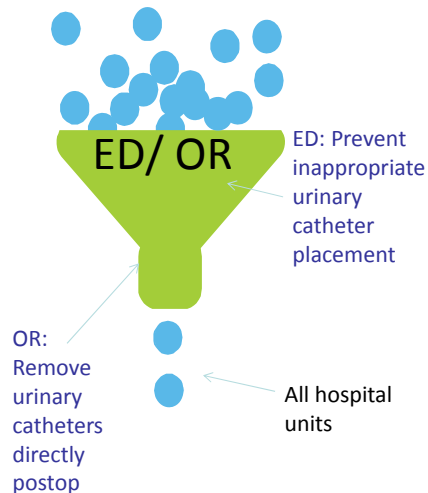 ED/ OR
ED: Prevent
inappropriate
urinary
catheter
placement
OR:
Remove
urinary
catheters
directly
postop
All hospital
units